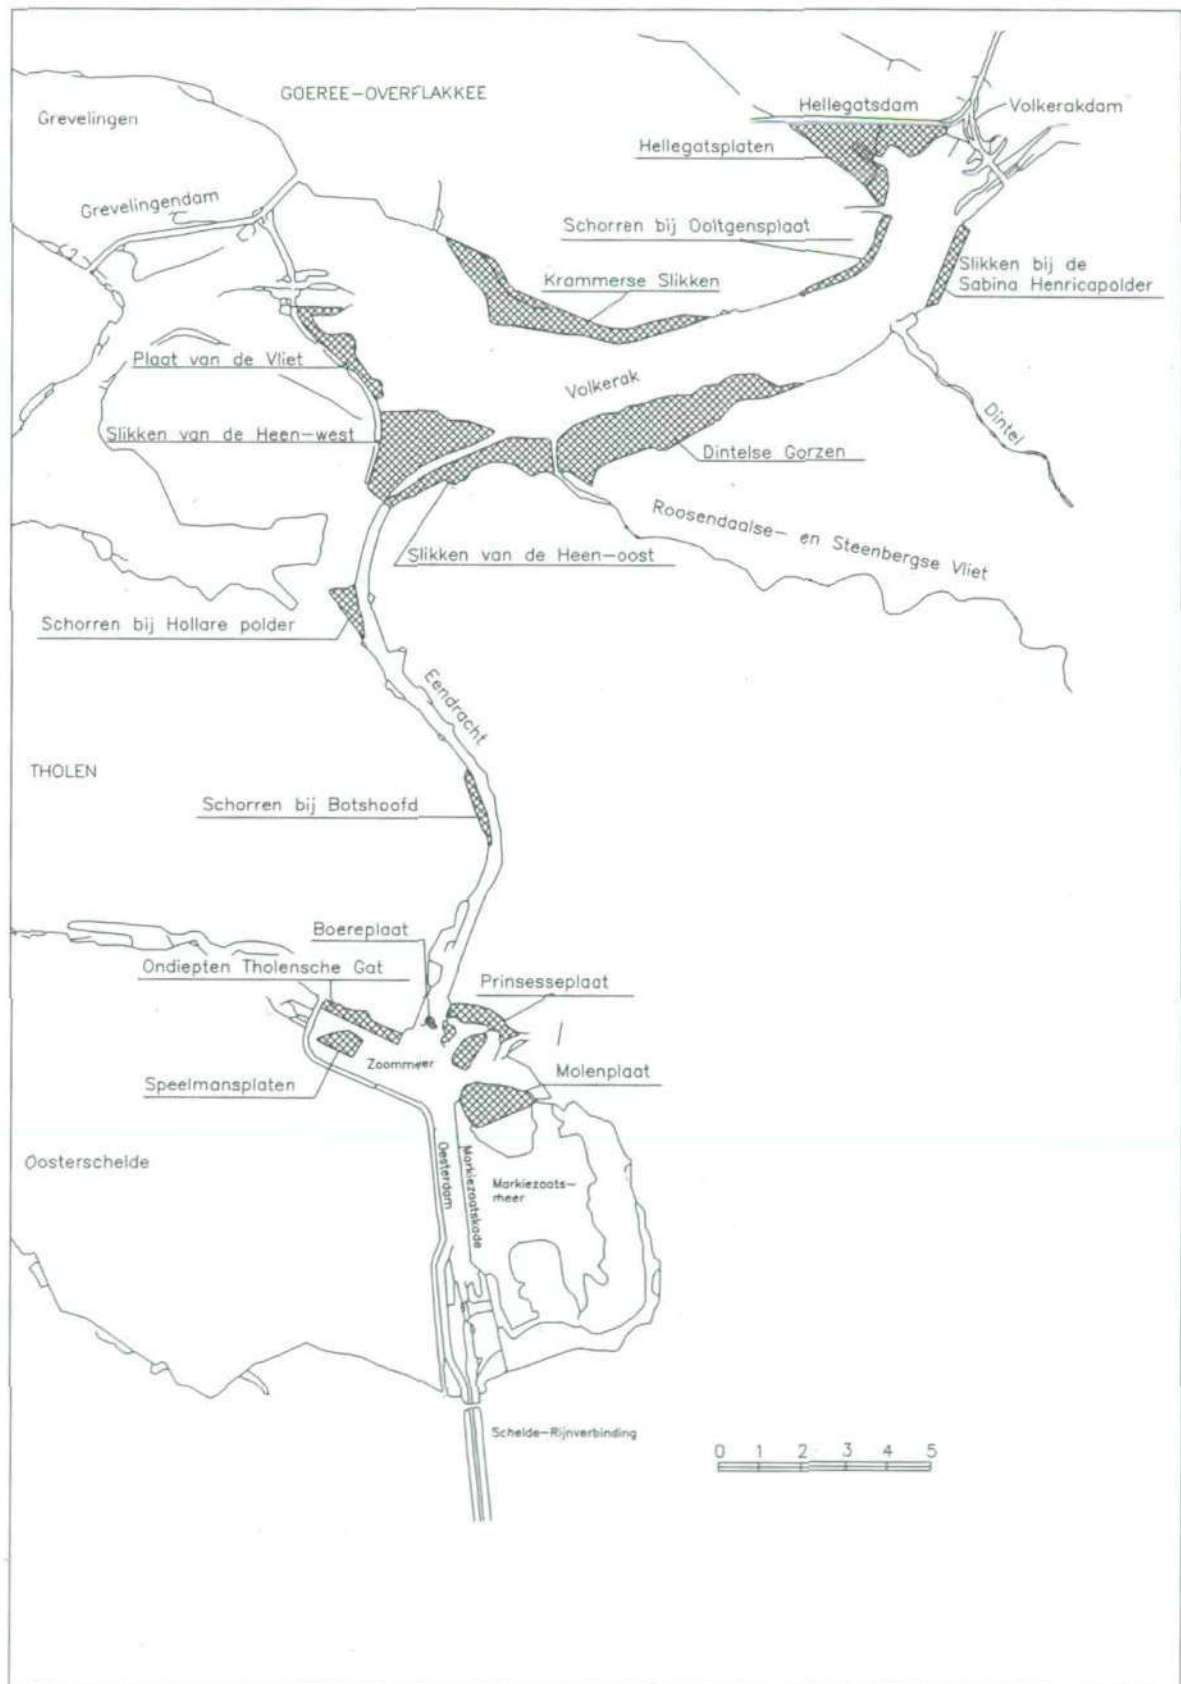 GOEREE-OVERFLAKKEE
Grevelingen
Hellegatsdam
Volkerakdam
Hellegatsplaten
Grevelingendam
Schorren bij Ooltgensplaat
Krammerse Slikken
Slikken bij de
Sabina Henricapolder
Plaat van de Vliet
Volkerak
Slikken van de Heen-west
Dintelse Gorzen
Dintel
Roosendaalse- en Steenbergse Vliet
Slikken van de Heen-oost
Schorren bij Hollare polder
Eendracht
THOLEN
Schorren bij Botshoofd
Boereplaat
Ondiepten Tholensche Gat
Prinsesseplaat
Zoommeer
Molenplaat
Speelmansplaten
Oosterschelde
Oesterdam
Markiezaatskade
Markiezaats-
meer
Schelde-Rijnverbinding
0 1 2 3 4 5